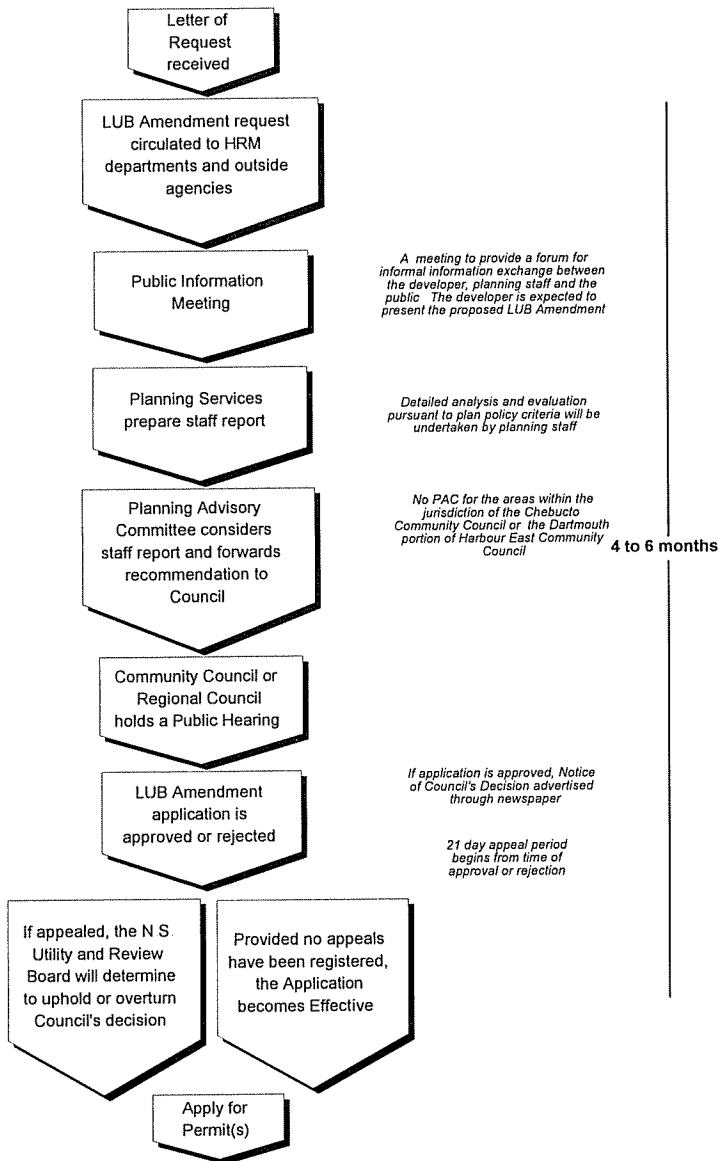 Letter of
Request
received
LUB Amendment request
circulated to HRM
departments and outside
agencies
Public Information
Meeting
A meeting to provide a forum for
informal information exchange between
the developer, planning staff and the
public The developer is expected to
present the proposed LUB Amendment
Planning Services
prepare staff report
Detailed analysis and evaluation
pursuant to plan policy criteria will be
undertaken by planning staff
Planning Advisory
Committee considers
staff report and forwards
recommendation to
Council
No PAC for the areas within the
jurisdiction of the Chebucto
Community Council or the Dartmouth
portion of Harbour East Community
Council
4 to 6 months
Community Council or
Regional Council
holds a Public Hearing
LUB Amendment
application is
approved or rejected
If application is approved, Notice
of Council's Decision advertised
through newspaper
21 day appeal period
begins from time of
approval or rejection
If appealed, the N.S.
Utility and Review
Board will determine
to uphold or overturn
Council's decision
Provided no appeals
have been registered,
the Application
becomes Effective
Apply for
Permit(s)